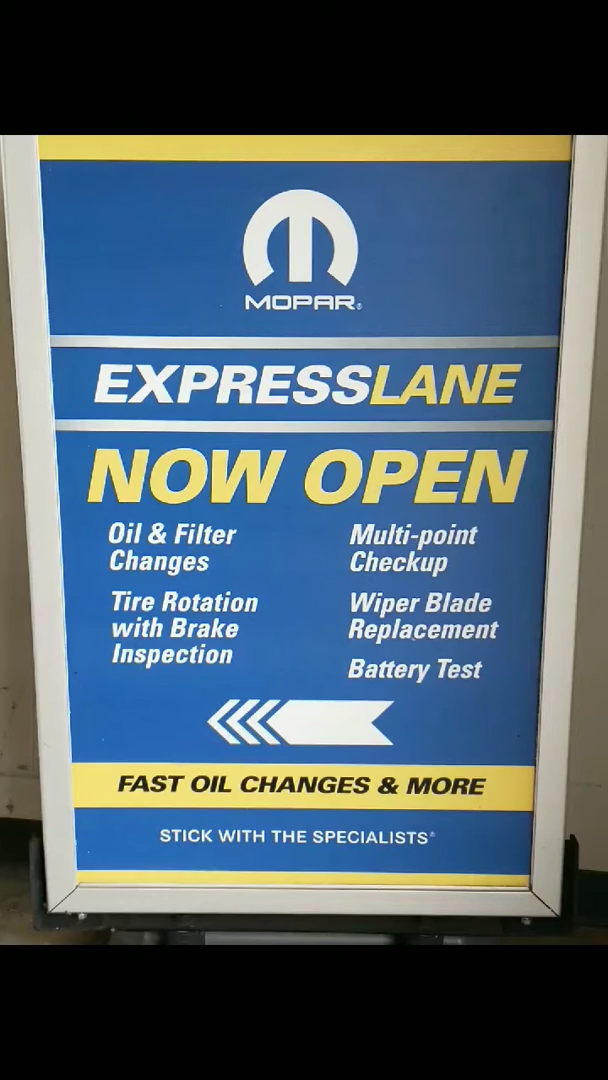 MOPAR®
EXPRESSLANE
NOW OPEN
Oil & Filter
Changes
Tire Rotation
with Brake
Inspection
Multi-point
Checkup
Wiper Blade
Replacement
Battery Test
FAST OIL CHANGES & MORE
STICK WITH THE SPECIALISTS®